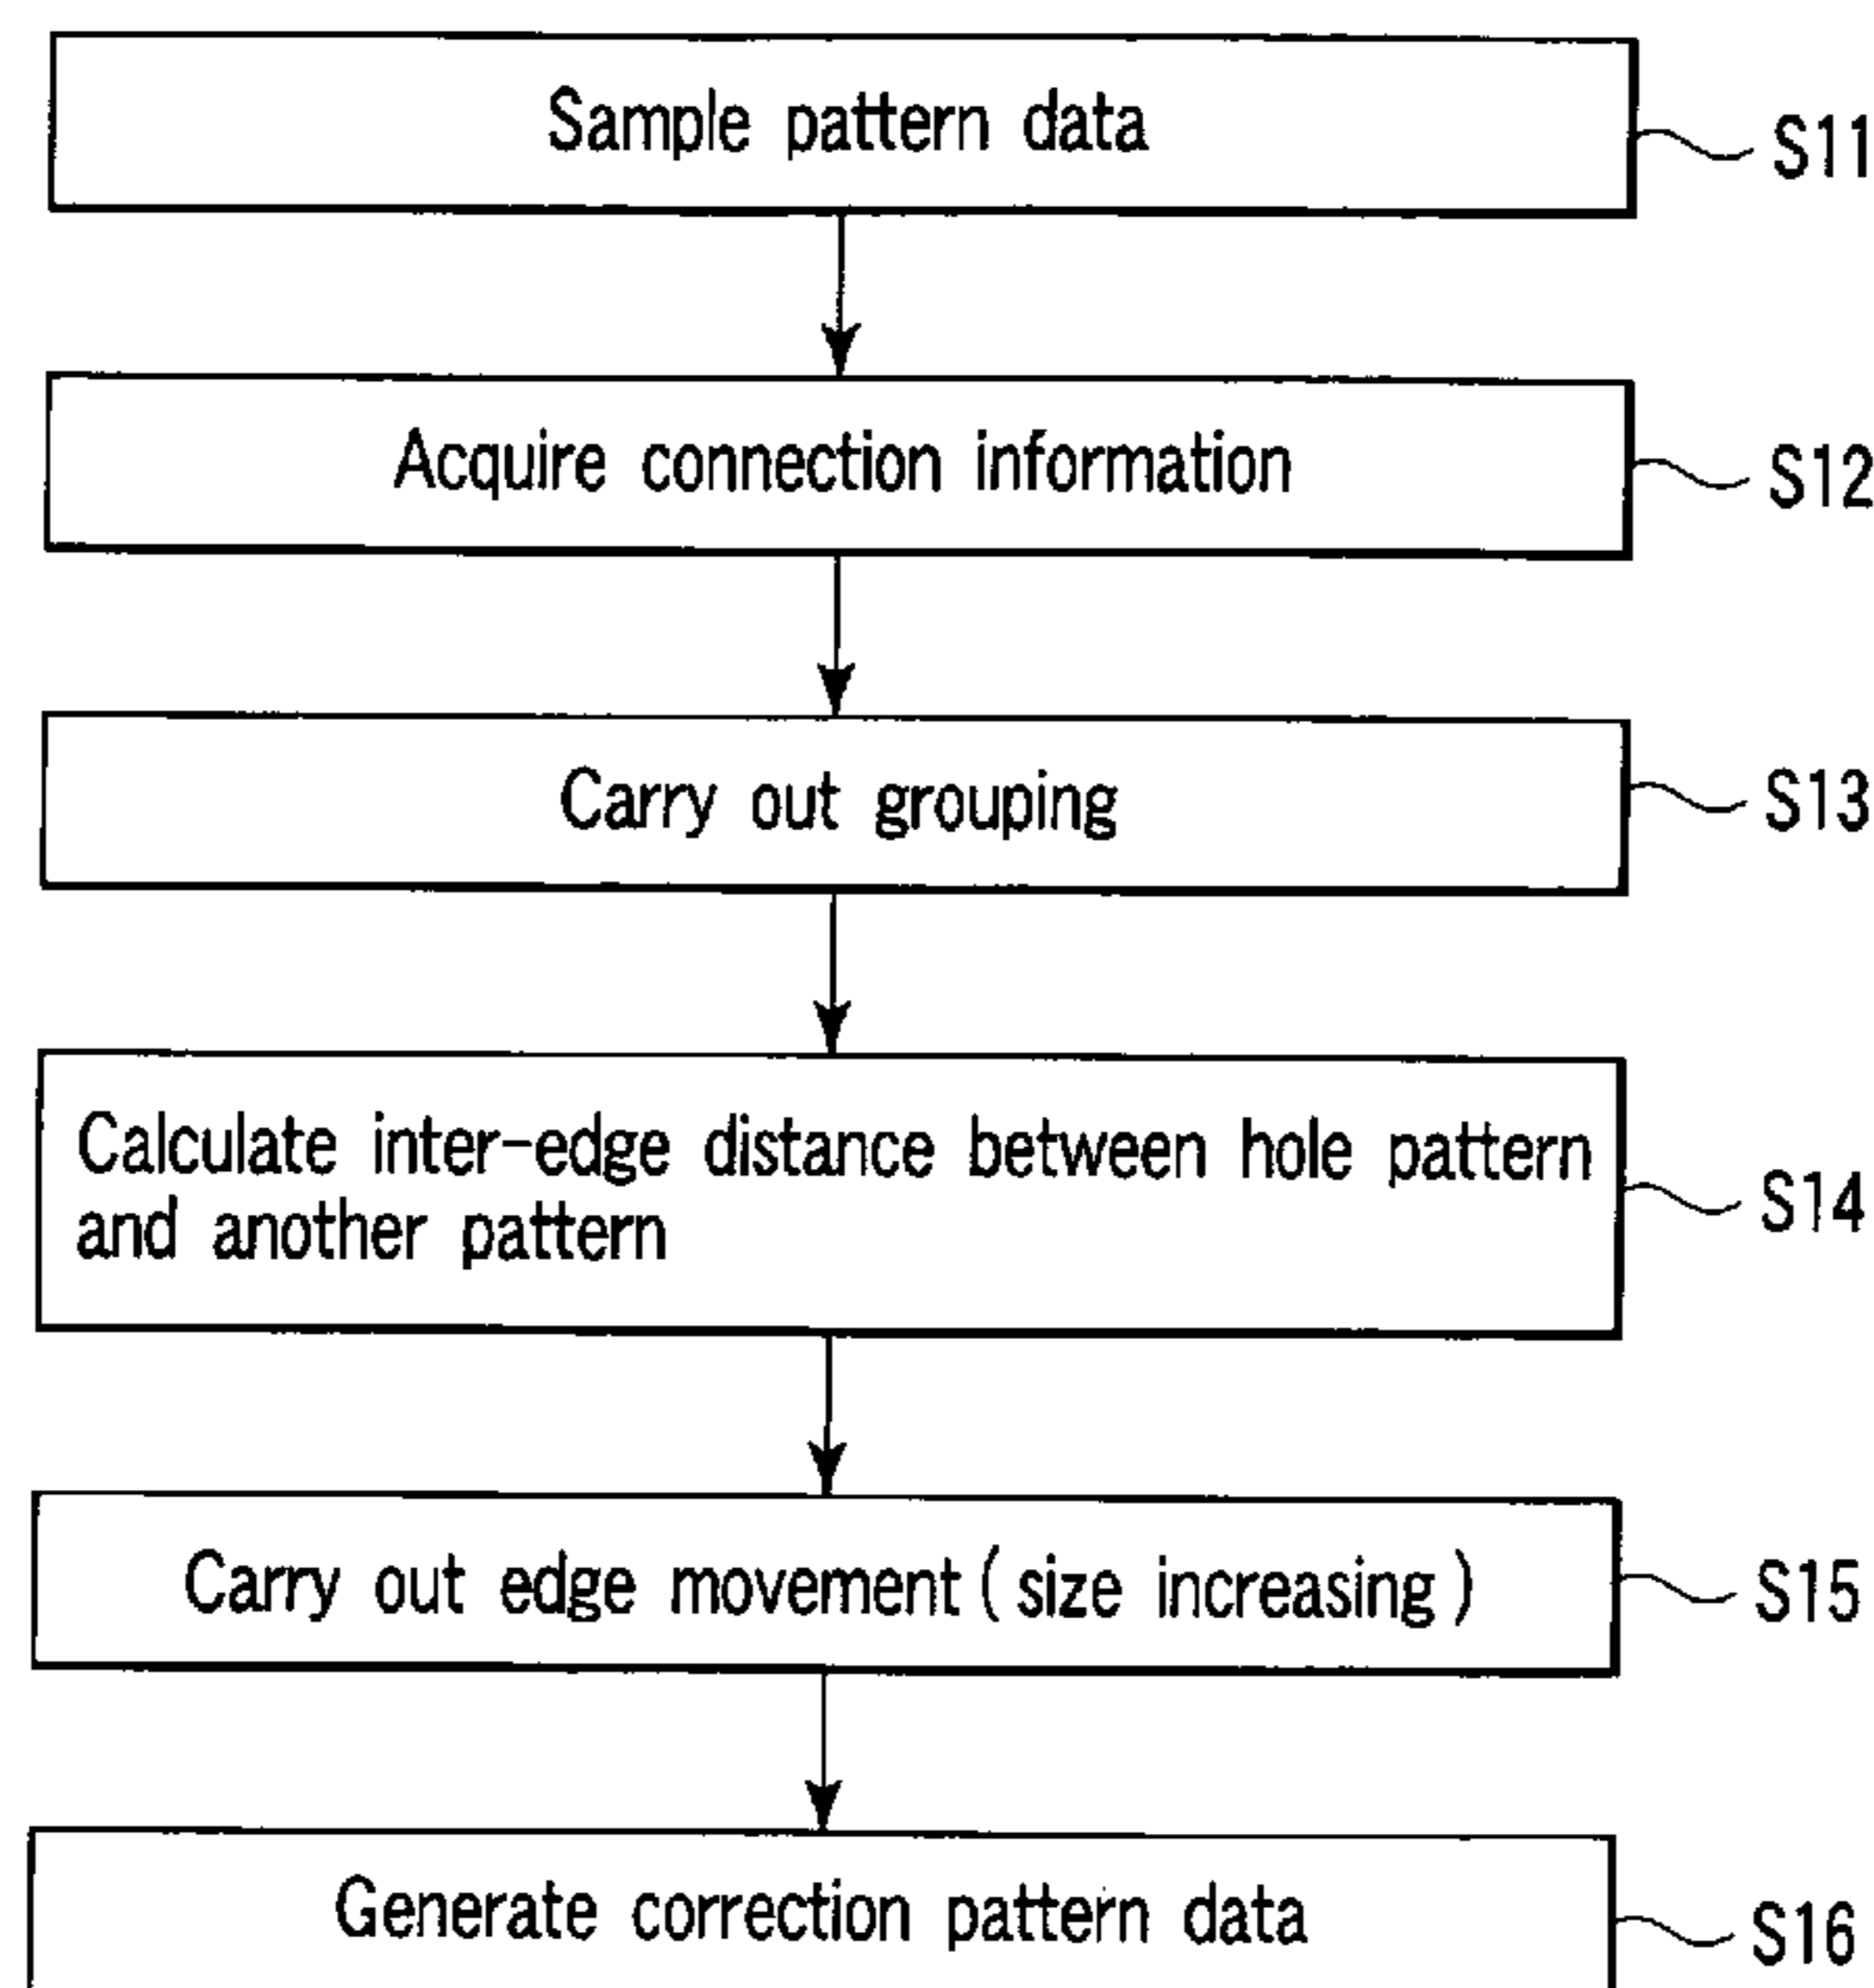 Sample pattern data
S11
Acquire connection information
S12
Carry out grouping
S13
Calculate inter-edge distance between hole pattern
and another pattern
S14
Carry out edge movement (size increasing)
S15
Generate correction pattern data
S16